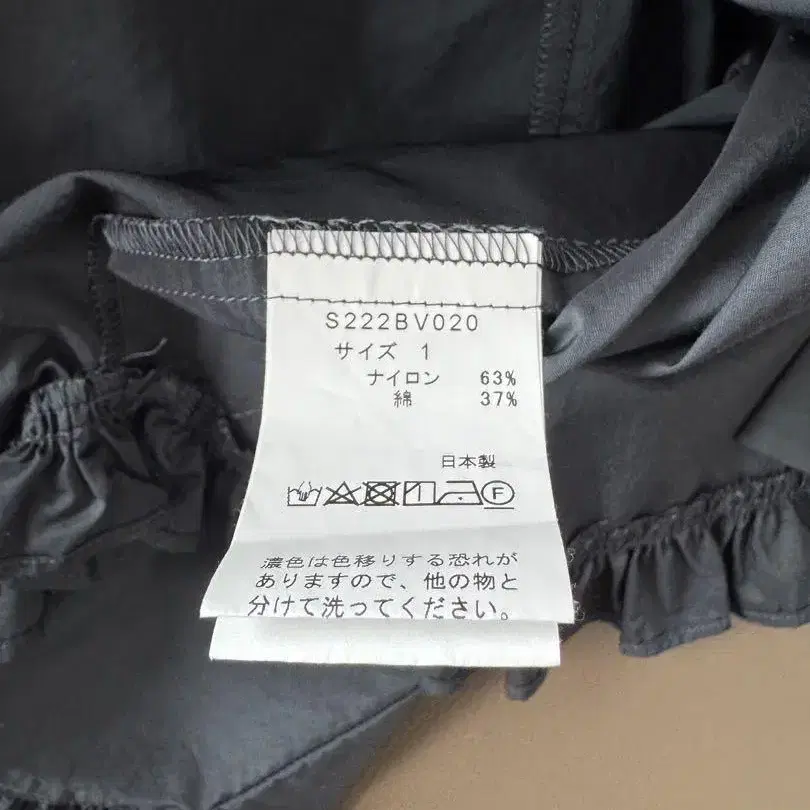 S222BV020
サイズ 1
ナイロン 63%
綿 37%
日本製
F
濃色は色移りする恐れが
ありますので、他の物と
分けて洗ってください。